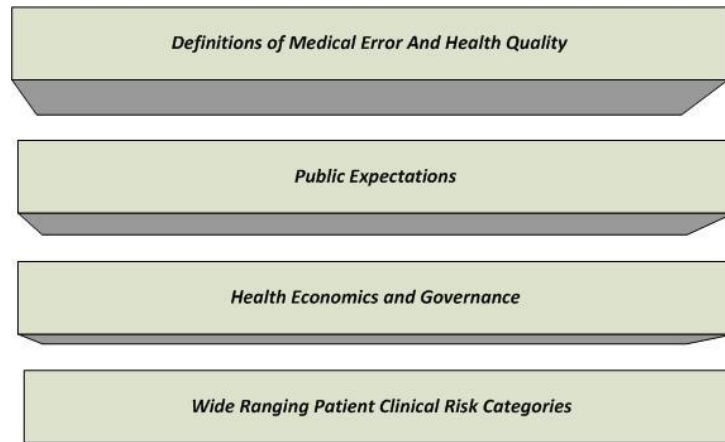 Definitions of Medical Error And Health Quality
Public Expectations
Health Economics and Governance
Wide Ranging Patient Clinical Risk Categories